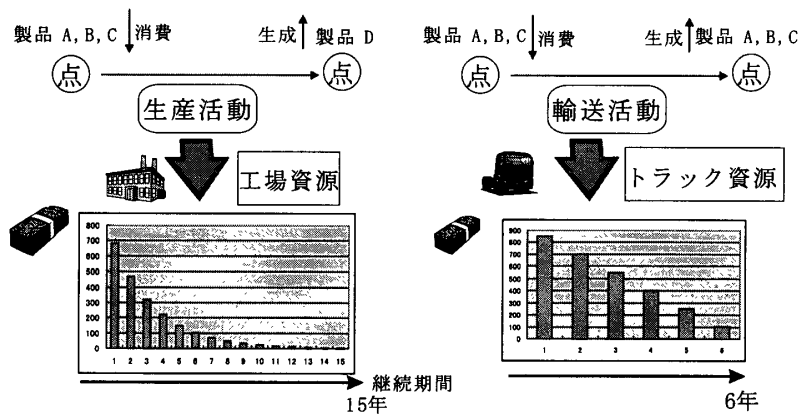 製品 A,B,C 消費 生成 製品 D
点 点
生産活動
工場資源
800
700
600
500
400
300
200
100
0
1 2 3 4 5 6 7 8 9 10 11 12 13 14 15
継続期間
15年
製品 A,B,C 消費 生成 製品 A,B,C
点 点
輸送活動
トラック資源
900
800
700
600
500
400
300
200
100
0
1 2 3 4 5 6
6年